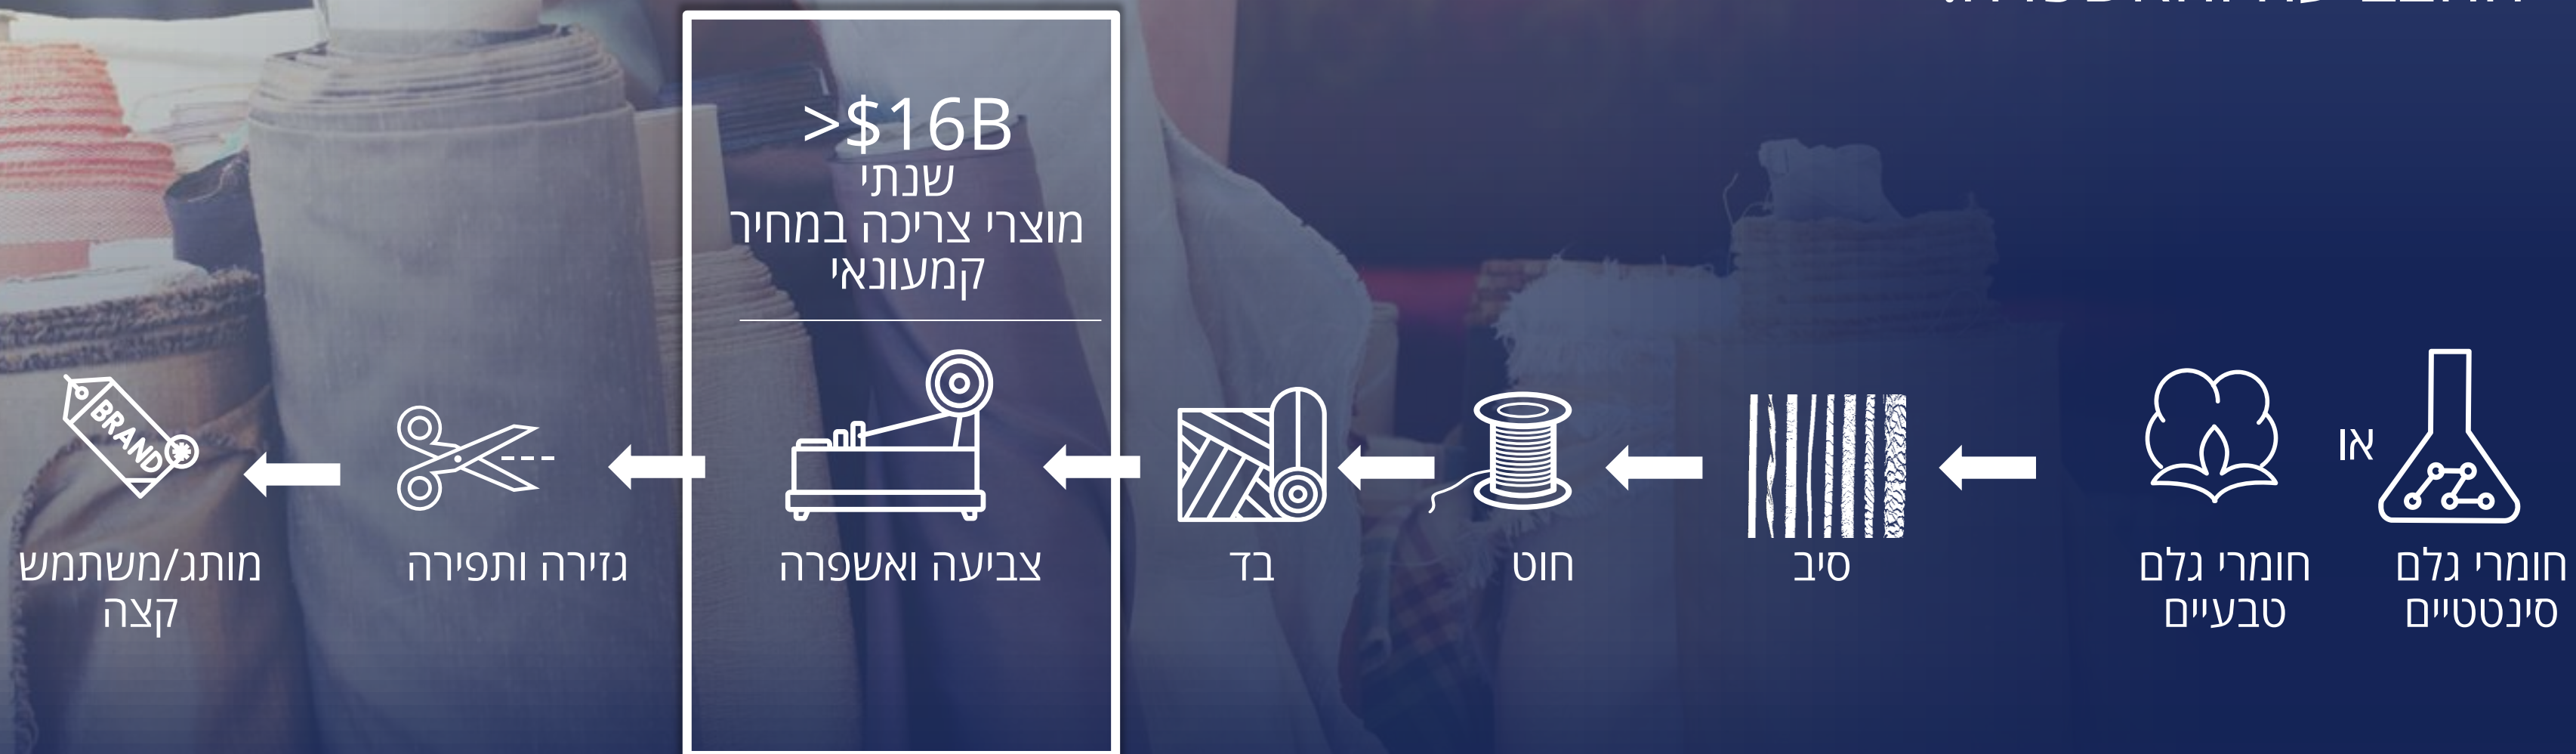 >$16B
שנתי
מוצרי צריכה במחיר
קמעונאי
או
חומרי גלם
סינטטיים
חומרי גלם
טבעיים
סיב
חוט
בד
צביעה ואשפרה
גזירה ותפירה
BRAND
מותג/משתמש
קצה